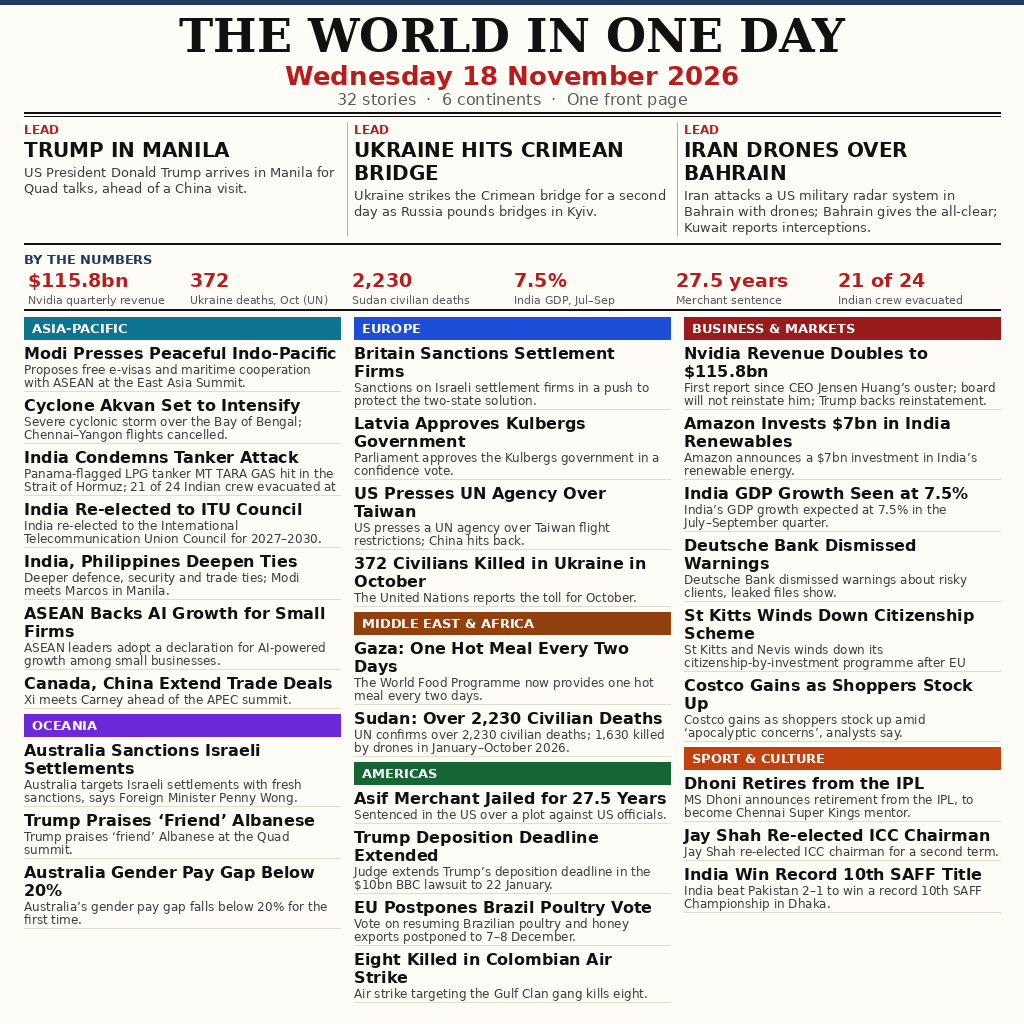 THE WORLD IN ONE DAY
Wednesday 18 November 2026
32 stories · 6 continents · One front page
LEAD
TRUMP IN MANILA
US President Donald Trump arrives in Manila for
Quad talks, ahead of a China visit.
LEAD
UKRAINE HITS CRIMEAN
BRIDGE
Ukraine strikes the Crimean bridge for a second
day as Russia pounds bridges in Kyiv.
LEAD
IRAN DRONES OVER
BAHRAIN
Iran attacks a US military radar system in
Bahrain with drones; Bahrain gives the all-clear;
Kuwait reports interceptions.
BY THE NUMBERS
$115.8bn
Nvidia quarterly revenue
372
Ukraine deaths, Oct (UN)
2,230
Sudan civilian deaths
7.5%
India GDP, Jul–Sep
27.5 years
Merchant sentence
21 of 24
Indian crew evacuated
ASIA-PACIFIC
Modi Presses Peaceful Indo-Pacific
Proposes free e-visas and maritime cooperation
with ASEAN at the East Asia Summit.
Cyclone Akvan Set to Intensify
Severe cyclonic storm over the Bay of Bengal;
Chennai–Yangon flights cancelled.
India Condemns Tanker Attack
Panama-flagged LPG tanker MT TARA GAS hit in the
Strait of Hormuz; 21 of 24 Indian crew evacuated at
India Re-elected to ITU Council
India re-elected to the International
Telecommunication Union Council for 2027–2030.
India, Philippines Deepen Ties
Deeper defence, security and trade ties; Modi
meets Marcos in Manila.
ASEAN Backs AI Growth for Small
Firms
ASEAN leaders adopt a declaration for AI-powered
growth among small businesses.
Canada, China Extend Trade Deals
Xi meets Carney ahead of the APEC summit.
OCEANIA
Australia Sanctions Israeli
Settlements
Australia targets Israeli settlements with fresh
sanctions, says Foreign Minister Penny Wong.
Trump Praises ‘Friend’ Albanese
Trump praises ‘friend’ Albanese at the Quad
summit.
Australia Gender Pay Gap Below
20%
Australia’s gender pay gap falls below 20% for the
first time.
EUROPE
Britain Sanctions Settlement
Firms
Sanctions on Israeli settlement firms in a push to
protect the two-state solution.
Latvia Approves Kulbergs
Government
Parliament approves the Kulbergs government in a
confidence vote.
US Presses UN Agency Over
Taiwan
US presses a UN agency over Taiwan flight
restrictions; China hits back.
372 Civilians Killed in Ukraine in
October
The United Nations reports the toll for October.
MIDDLE EAST & AFRICA
Gaza: One Hot Meal Every Two
Days
The World Food Programme now provides one hot
meal every two days.
Sudan: Over 2,230 Civilian Deaths
UN confirms over 2,230 civilian deaths; 1,630 killed
by drones in January–October 2026.
AMERICAS
Asif Merchant Jailed for 27.5 Years
Sentenced in the US over a plot against US officials.
Trump Deposition Deadline
Extended
Judge extends Trump’s deposition deadline in the
$10bn BBC lawsuit to 22 January.
EU Postpones Brazil Poultry Vote
Vote on resuming Brazilian poultry and honey
exports postponed to 7–8 December.
Eight Killed in Colombian Air
Strike
Air strike targeting the Gulf Clan gang kills eight.
BUSINESS & MARKETS
Nvidia Revenue Doubles to
$115.8bn
First report since CEO Jensen Huang’s ouster; board
will not reinstate him; Trump backs reinstatement.
Amazon Invests $7bn in India
Renewables
Amazon announces a $7bn investment in India’s
renewable energy.
India GDP Growth Seen at 7.5%
India’s GDP growth expected at 7.5% in the
July–September quarter.
Deutsche Bank Dismissed
Warnings
Deutsche Bank dismissed warnings about risky
clients, leaked files show.
St Kitts Winds Down Citizenship
Scheme
St Kitts and Nevis winds down its
citizenship-by-investment programme after EU
Costco Gains as Shoppers Stock
Up
Costco gains as shoppers stock up amid
‘apocalyptic concerns’, analysts say.
SPORT & CULTURE
Dhoni Retires from the IPL
MS Dhoni announces retirement from the IPL, to
become Chennai Super Kings mentor.
Jay Shah Re-elected ICC Chairman
Jay Shah re-elected ICC chairman for a second term.
India Win Record 10th SAFF Title
India beat Pakistan 2–1 to win a record 10th SAFF
Championship in Dhaka.